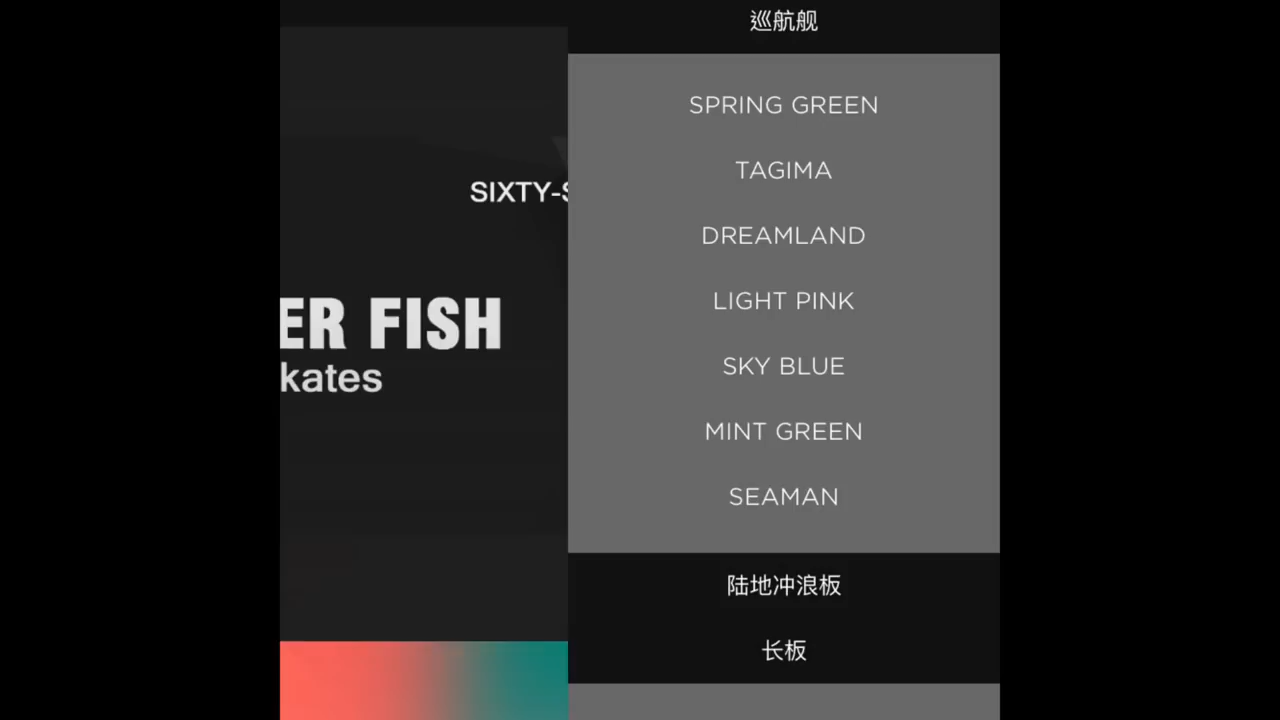 巡航舰
SPRING GREEN
TAGIMA
DREAMLAND
LIGHT PINK
SKY BLUE
MINT GREEN
SEAMAN
陆地冲浪板
长板
SIXTY-S
ER FISH
kates